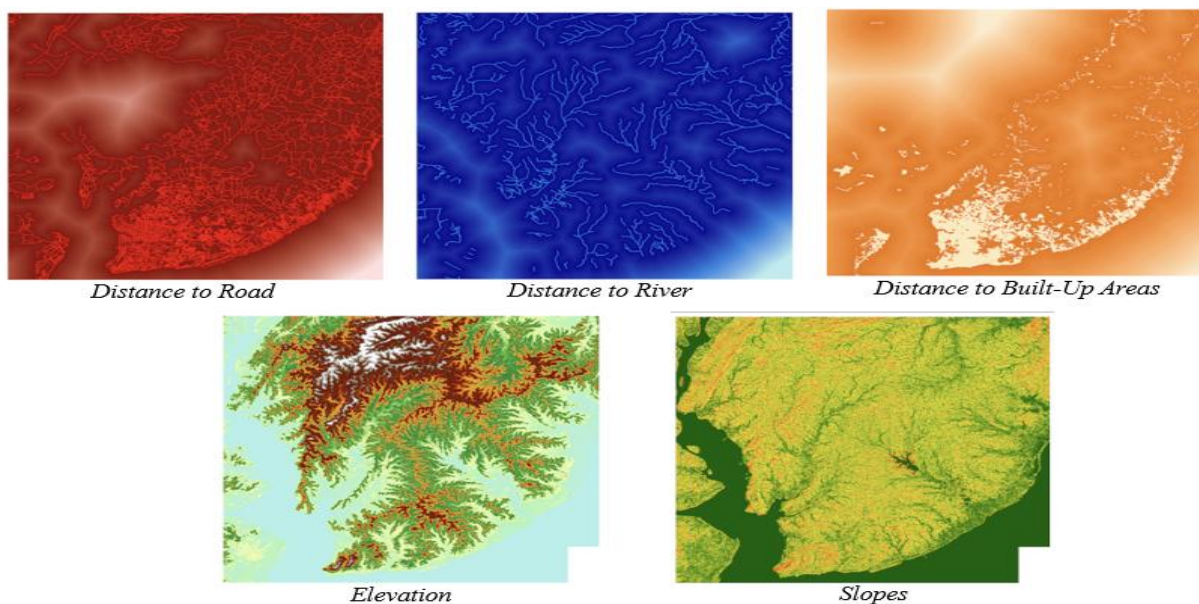 Distance to Road
Distance to River
Distance to Built-Up Areas
Elevation
Slopes